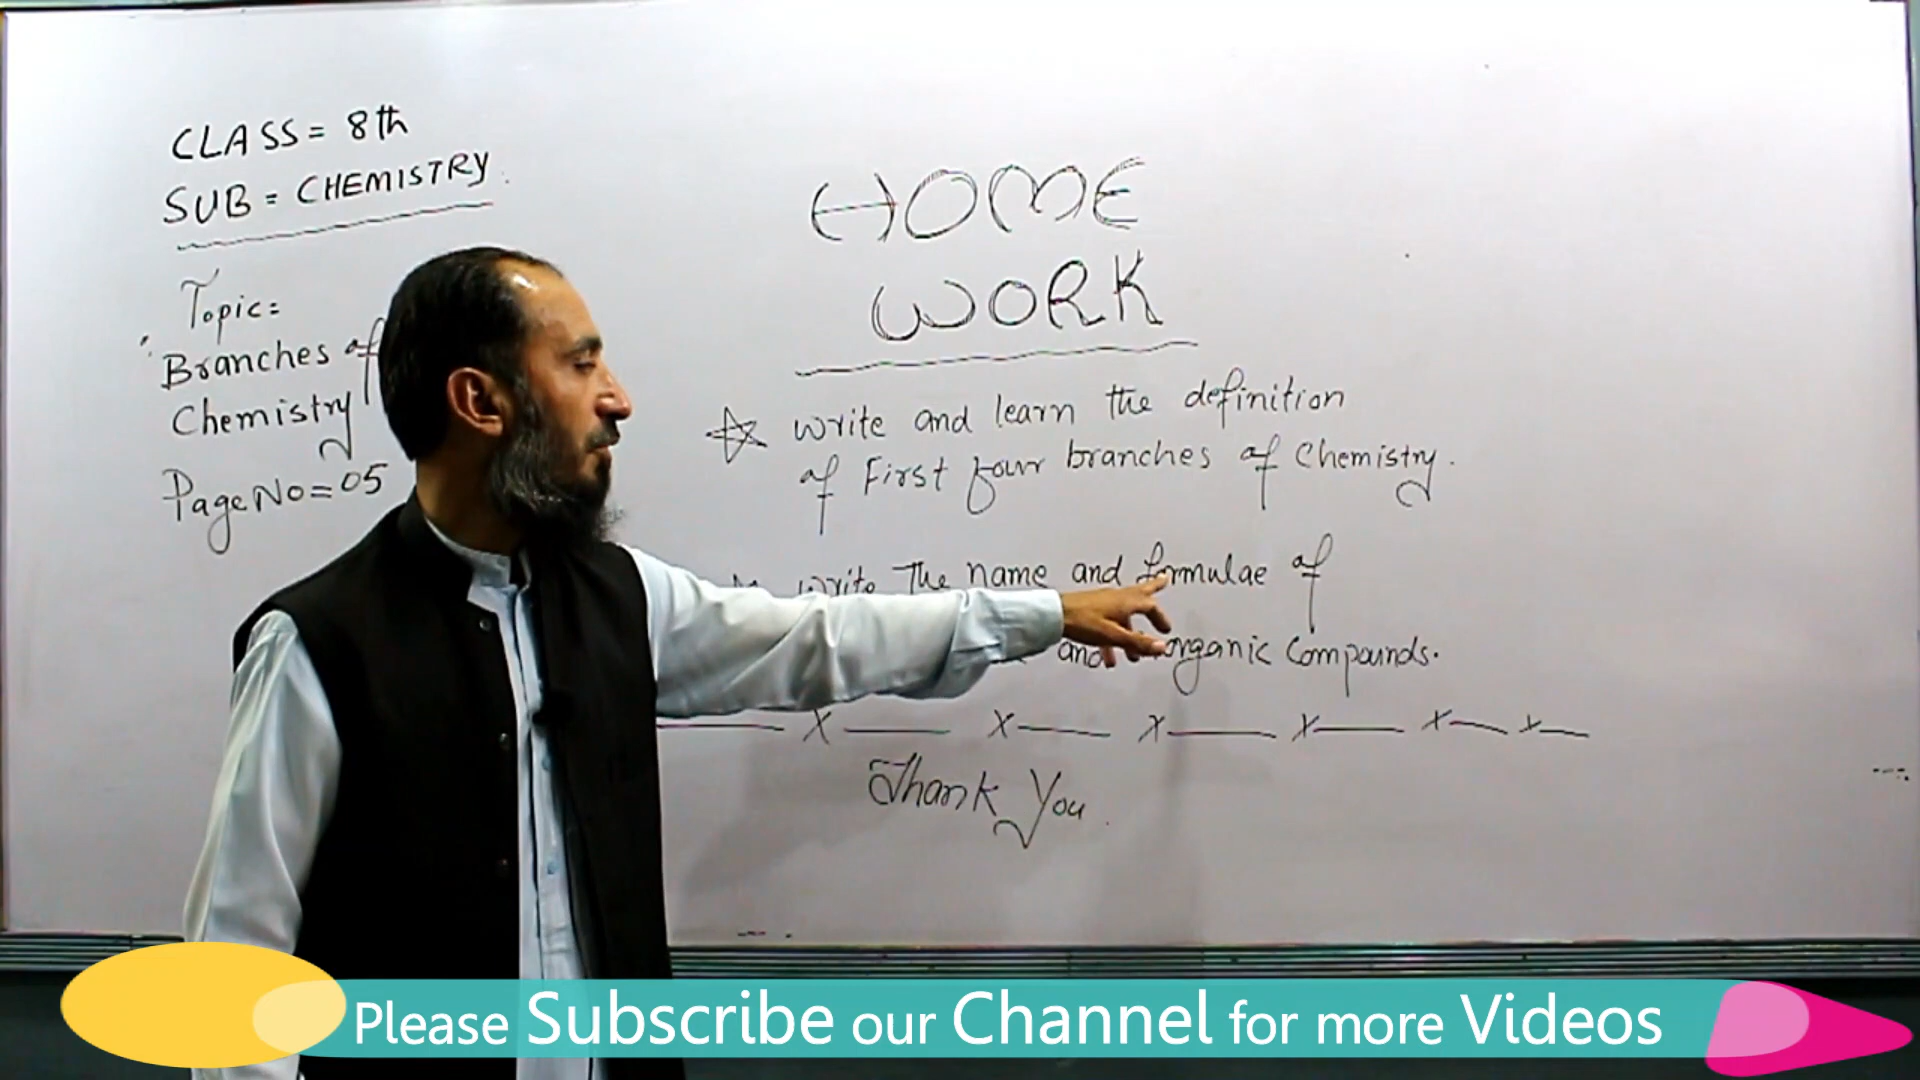 CLASS = 8th
SUB = CHEMISTRY.
Topic:
Branches of
Chemistry
Page No = 05
HOME
WORK
write and learn the definition
of First four branches of Chemistry.
write The name and formulae of
and organic Compounds.
X X X X X X
Thank You.
Please Subscribe our Channel for more Videos